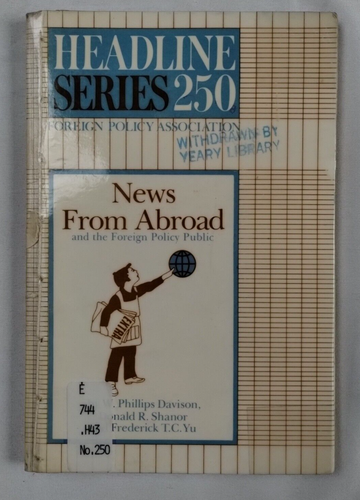 HEADLINE
SERIES 250
FOREIGN POLICY ASSOCIATION
WITHDRAWN BY
YEARY LIBRARY
News
From Abroad
and the Foreign Policy Public
EXTRA
W. Phillips Davison,
onald R. Shanor
Frederick T.C. Yu
E
744
.H43
No.250